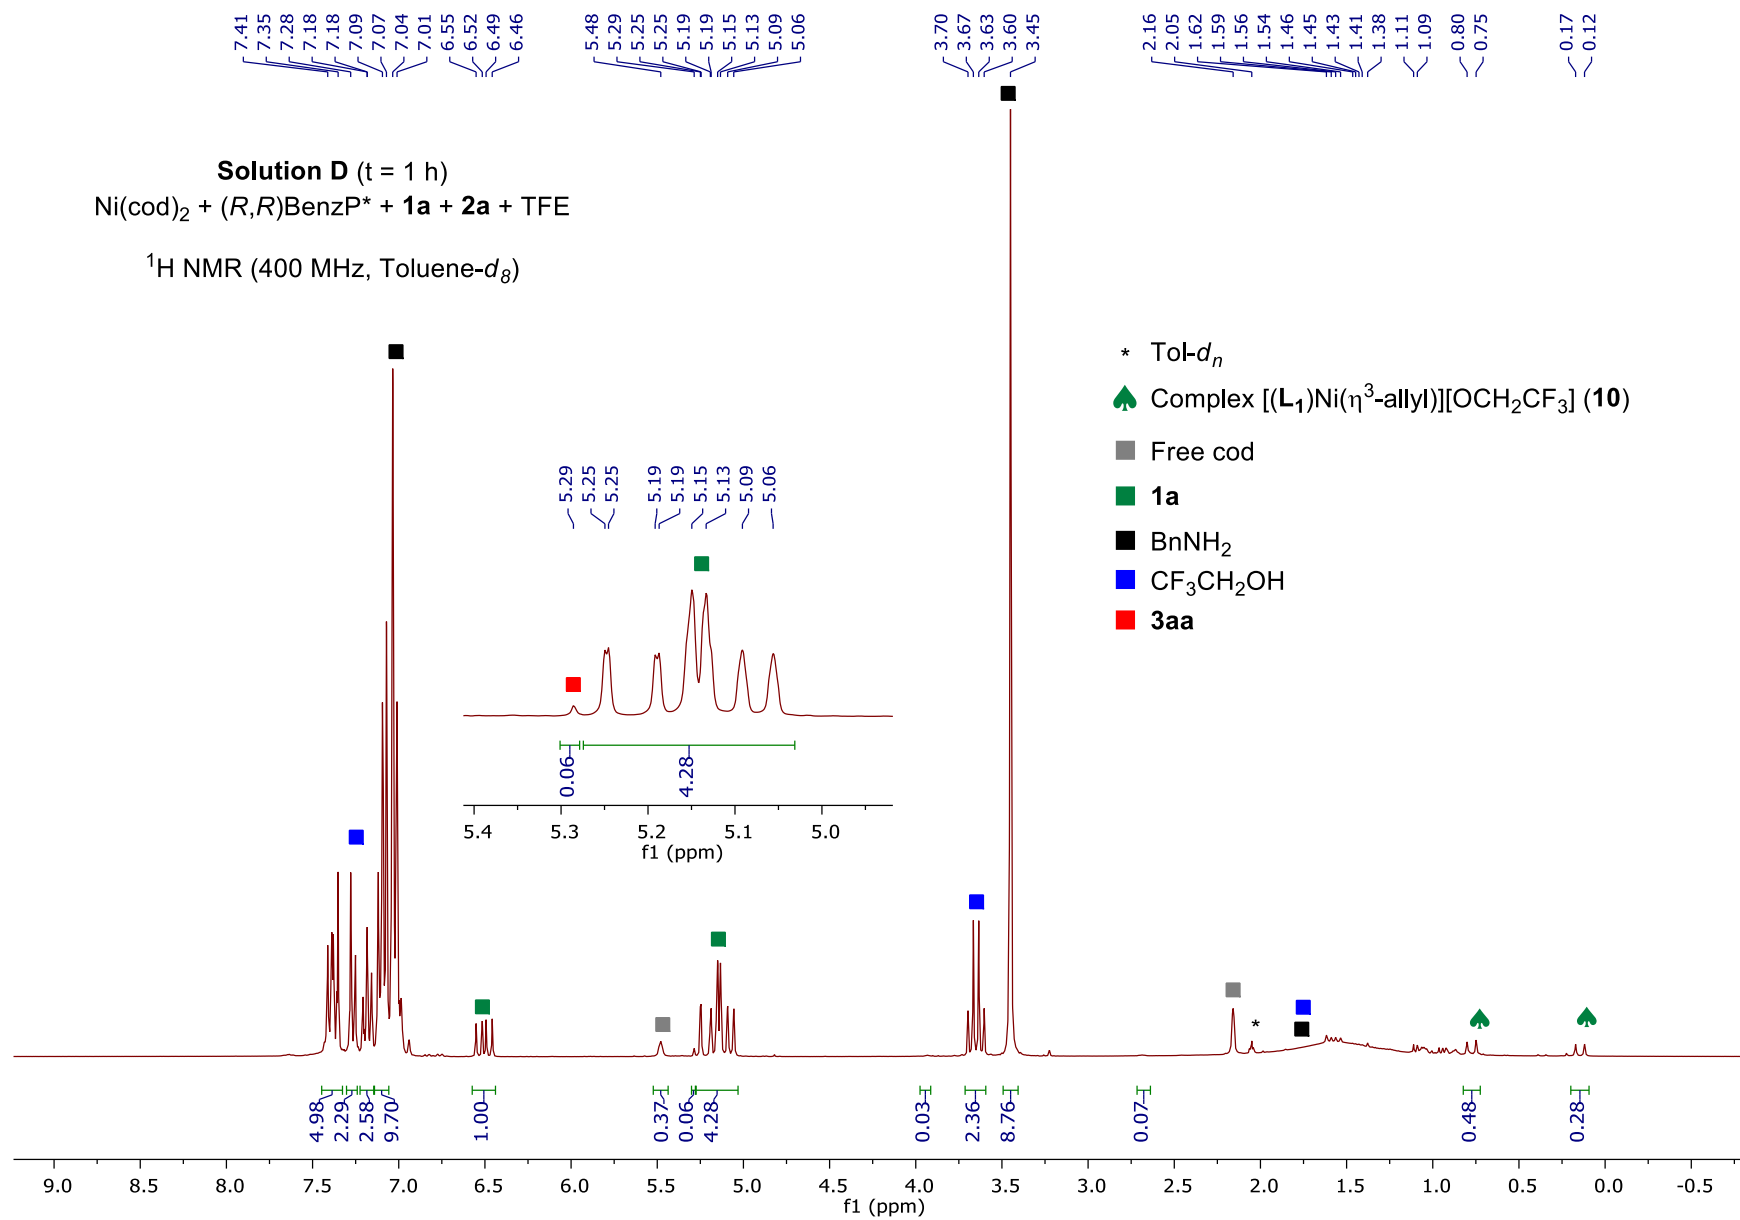 7.41 7.35 7.28 7.18 7.18 7.09 7.07 7.04 7.01 6.55 6.52 6.49 6.46 5.48 5.29 5.25 5.25 5.19 5.19 5.15 5.13 5.09 5.06 3.70 3.67 3.63 3.60 3.45 2.16 2.05 1.62 1.59 1.56 1.54 1.46 1.45 1.43 1.41 1.38 1.11 1.09 0.80 0.75 0.17 0.12
Solution D (t = 1 h)
Ni(cod)₂ + (R,R)BenzP* + 1a + 2a + TFE
¹H NMR (400 MHz, Toluene-d₈)
* Tol-dₙ
Complex [(L₁)Ni(η³-allyl)][OCH₂CF₃] (10)
Free cod
1a
BnNH₂
CF₃CH₂OH
3aa
5.29 5.25 5.25 5.19 5.19 5.15 5.13 5.09 5.06
0.06 4.28
5.4 5.3 5.2 5.1 5.0
f1 (ppm)
*
4.98 2.29 2.58 9.70 1.00 0.37 0.06 4.28 0.03 2.36 8.76 0.07 0.48 0.28
9.0 8.5 8.0 7.5 7.0 6.5 6.0 5.5 5.0 4.5 4.0 3.5 3.0 2.5 2.0 1.5 1.0 0.5 0.0 -0.5
f1 (ppm)